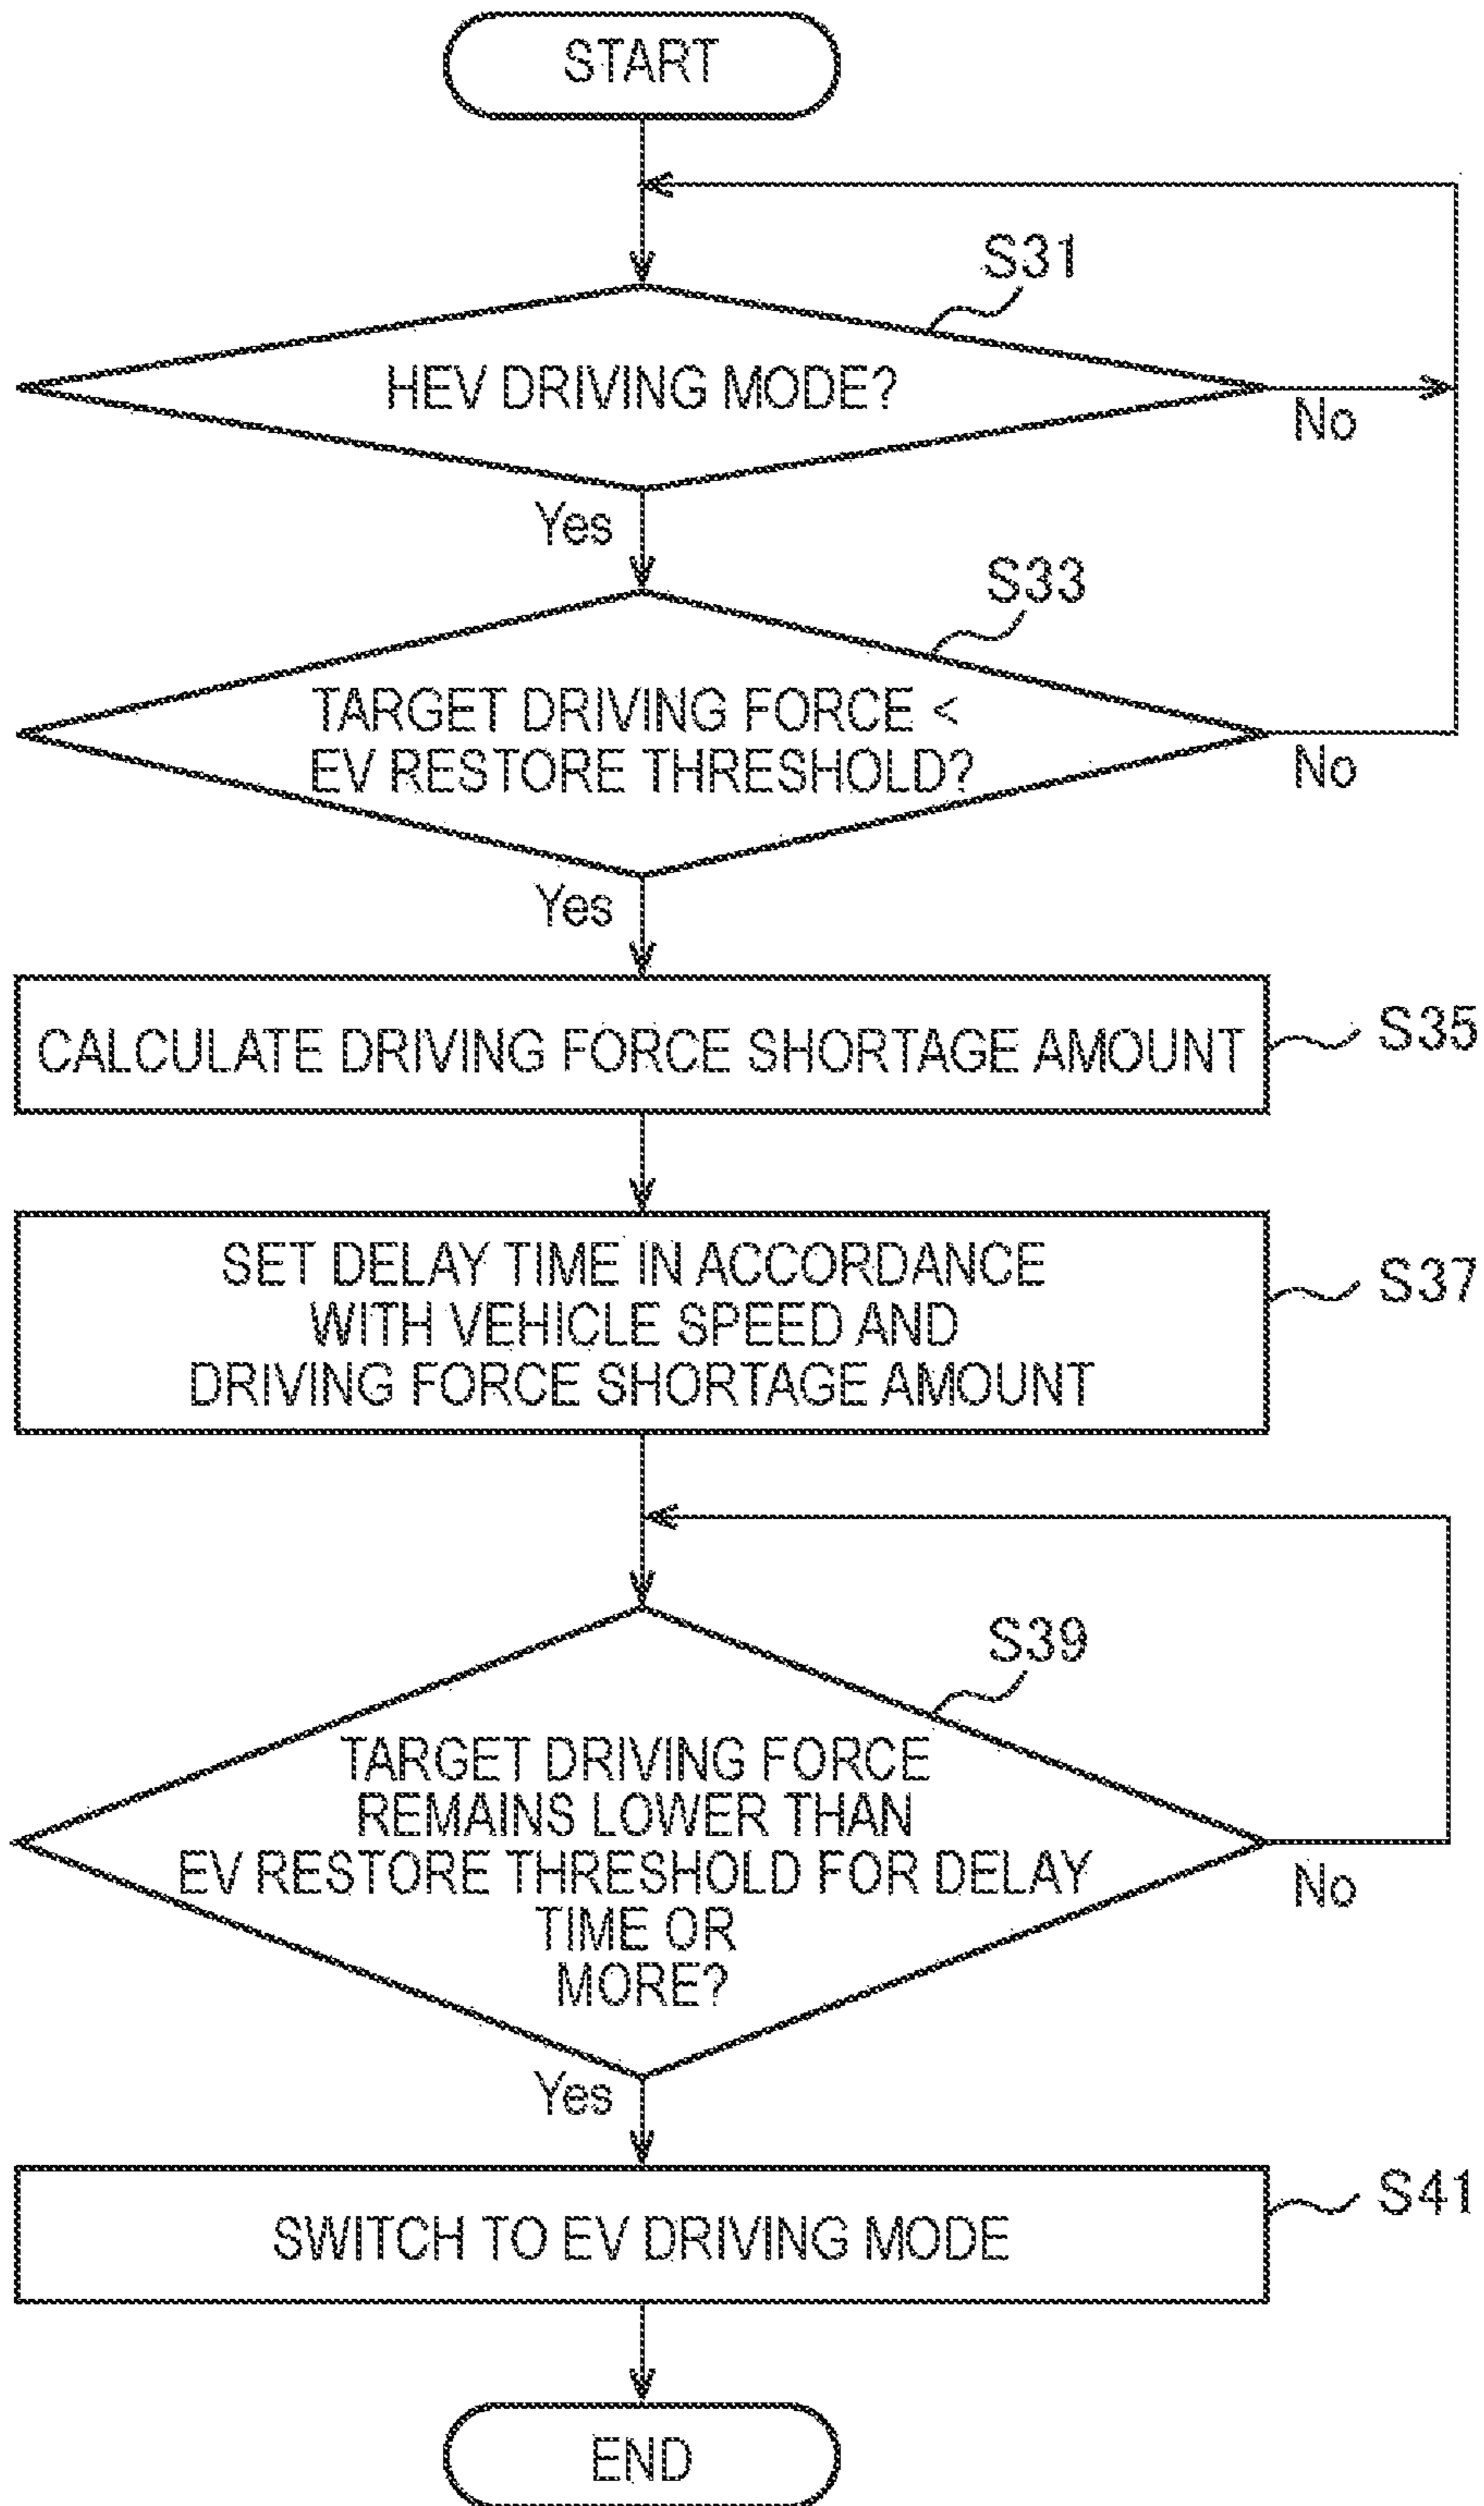 START
S31
HEV DRIVING MODE?
No
Yes
S33
TARGET DRIVING FORCE <
EV RESTORE THRESHOLD?
No
Yes
CALCULATE DRIVING FORCE SHORTAGE AMOUNT
S35
SET DELAY TIME IN ACCORDANCE
WITH VEHICLE SPEED AND
DRIVING FORCE SHORTAGE AMOUNT
S37
S39
TARGET DRIVING FORCE
REMAINS LOWER THAN
EV RESTORE THRESHOLD FOR DELAY
TIME OR
MORE?
No
Yes
SWITCH TO EV DRIVING MODE
S41
END